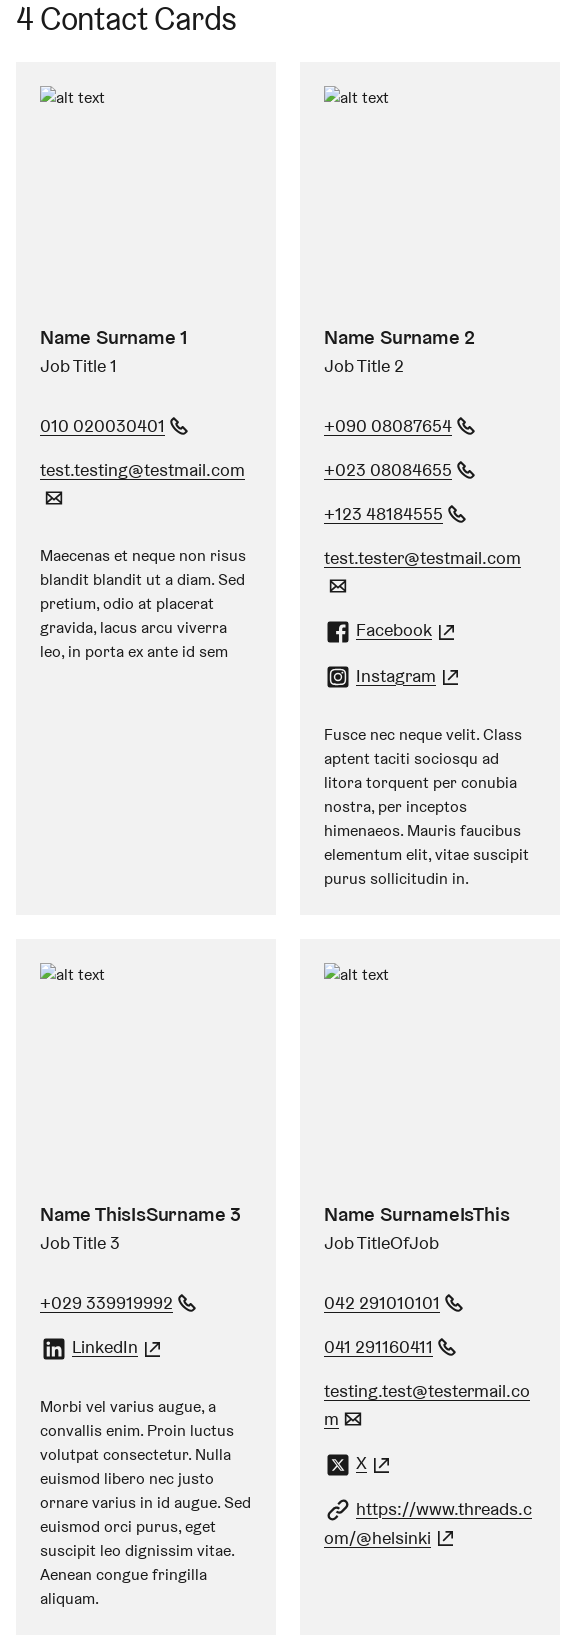 4 Contact Cards
alt text
Name Surname 1
Job Title 1
010 020030401
test.testing@testmail.com
Maecenas et neque non risus
blandit blandit ut a diam. Sed
pretium, odio at placerat
gravida, lacus arcu viverra
leo, in porta ex ante id sem
alt text
Name Surname 2
Job Title 2
+090 08087654
+023 08084655
+123 48184555
test.tester@testmail.com
Facebook
Instagram
Fusce nec neque velit. Class
aptent taciti sociosqu ad
litora torquent per conubia
nostra, per inceptos
himenaeos. Mauris faucibus
elementum elit, vitae suscipit
purus sollicitudin in.
alt text
Name ThisIsSurname 3
Job Title 3
+029 339919992
LinkedIn
Morbi vel varius augue, a
convallis enim. Proin luctus
volutpat consectetur. Nulla
euismod libero nec justo
ornare varius in id augue. Sed
euismod orci purus, eget
suscipit leo dignissim vitae.
Aenean congue fringilla
aliquam.
alt text
Name SurnameIsThis
Job TitleOfJob
042 291010101
041 291160411
testing.test@testermail.co
m
X
https://www.threads.c
om/@helsinki